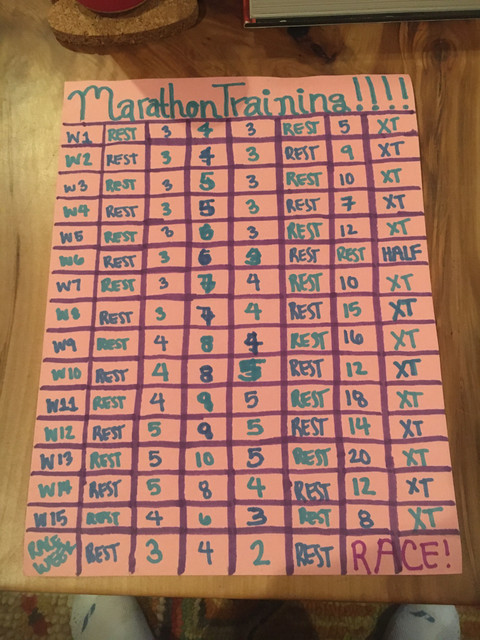 Marathon Training!!!!
W1 REST 3 4 3 REST 5 XT
W2 REST 3 4 3 REST 9 XT
W3 REST 3 5 3 REST 10 XT
W4 REST 3 5 3 REST 7 XT
W5 REST 3 6 3 REST 12 XT
W6 REST 3 6 3 REST REST HALF
W7 REST 3 7 4 REST 10 XT
W8 REST 3 7 4 REST 15 XT
W9 REST 4 8 4 REST 16 XT
W10 REST 4 8 5 REST 12 XT
W11 REST 4 9 5 REST 18 XT
W12 REST 5 9 5 REST 14 XT
W13 REST 5 10 5 REST 20 XT
W14 REST 5 8 4 REST 12 XT
W15 REST 4 6 3 REST 8 XT
WEEK REST 3 4 2 REST RACE!